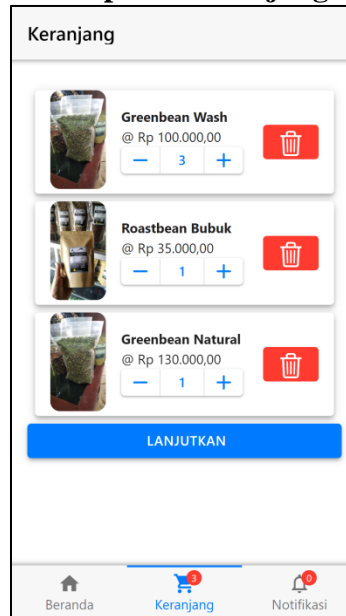 Keranjang
Greenbean Wash
@ Rp 100.000,00
3
Roastbean Bubuk
@ Rp 35.000,00
1
Greenbean Natural
@ Rp 130.000,00
1
LANJUTKAN
3
0
Beranda
Keranjang
Notifikasi